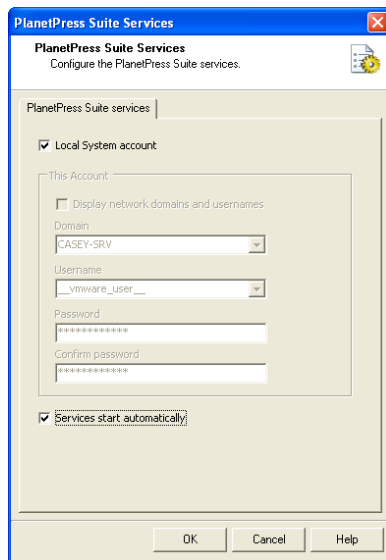 PlanetPress Suite Services
PlanetPress Suite Services
Configure the PlanetPress Suite services.
PlanetPress Suite services
Local System account
This Account
Display network domains and usernames
Domain
CASEY-SRV
Username
__vmware_user__
Password
************
Confirm password
************
Services start automatically
OK Cancel Help